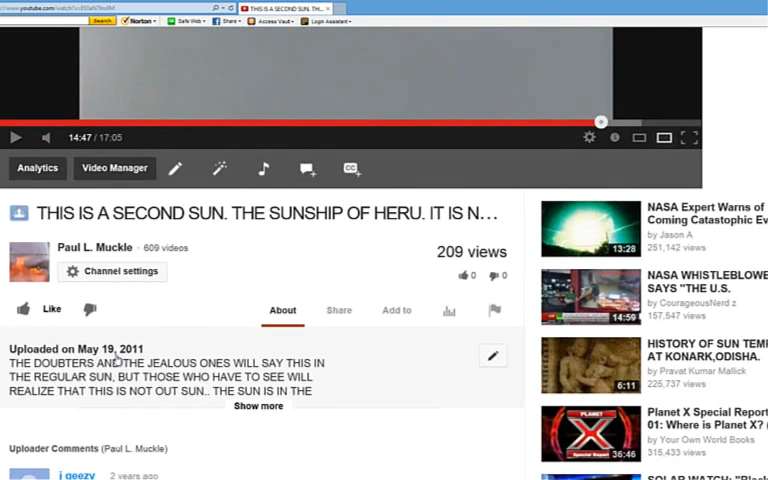 Search
Norton
Safe Web
Share
Access Vault
Login Assistant
THIS IS A SECOND SUN. TH...
14:47 / 17:05
Analytics
Video Manager
CC
THIS IS A SECOND SUN. THE SUNSHIP OF HERU. IT IS N...
Paul L. Muckle · 609 videos
Channel settings
209 views
0 0
Like
About
Share
Add to
Uploaded on May 19, 2011
THE DOUBTERS AND THE JEALOUS ONES WILL SAY THIS IN
THE REGULAR SUN, BUT THOSE WHO HAVE TO SEE WILL
REALIZE THAT THIS IS NOT OUT SUN.. THE SUN IS IN THE
Show more
Uploader Comments (Paul L. Muckle)
j geezy 2 years ago
NASA Expert Warns of
Coming Catastrophic Ev
by Jason A
251,142 views
13:28
NASA WHISTLEBLOWE
SAYS "THE U.S.
by CourageousNerd z
157,547 views
14:59
HISTORY OF SUN TEMP
AT KONARK,ODISHA.
by Pravat Kumar Mallick
225,737 views
6:11
Planet X Special Report
01: Where is Planet X? (
by Your Own World Books
315,433 views
PLANET
X
Special Report
36:46
SOLAR WATCH: "Black